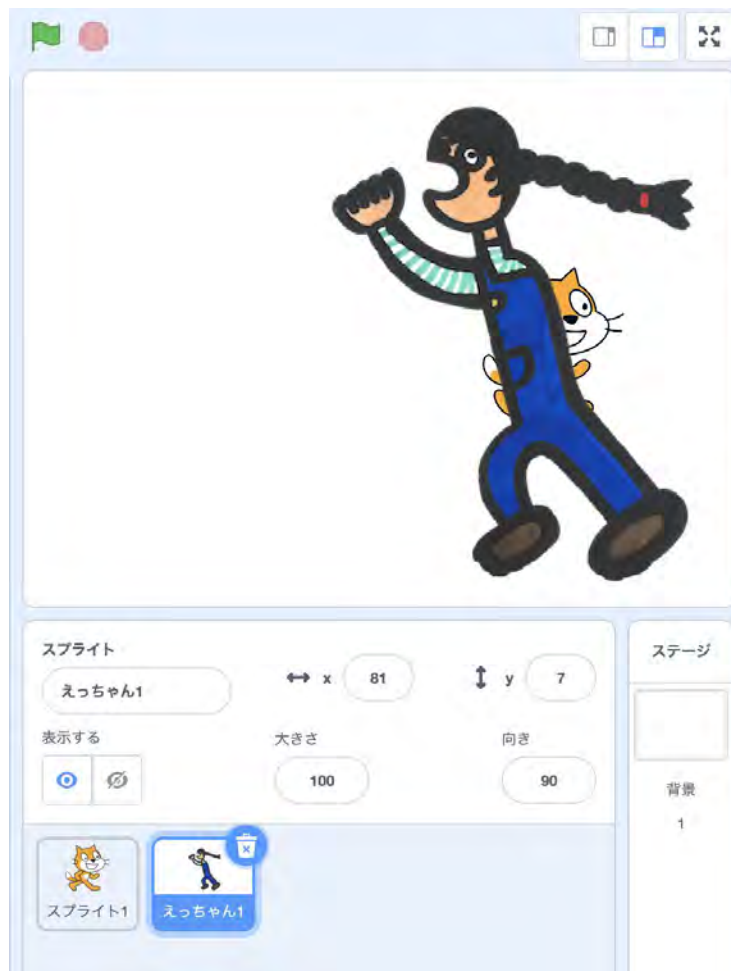 スプライト
えっちゃん1
x 81
y 7
表示する
大きさ
100
向き
90
ステージ
背景
1
スプライト1
えっちゃん1